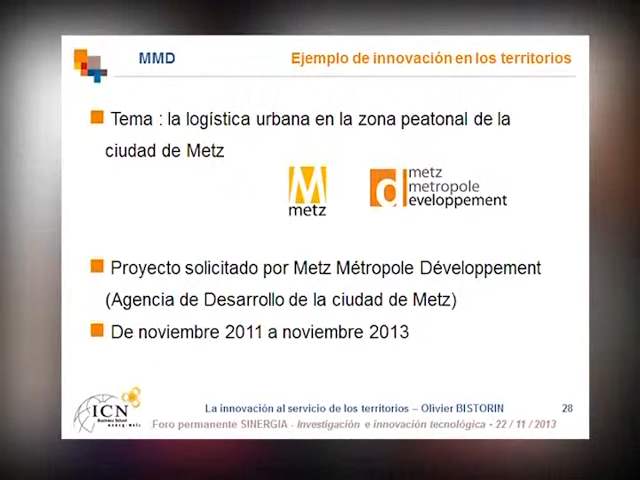 MMD
Ejemplo de innovación en los territorios
Tema : la logística urbana en la zona peatonal de la
ciudad de Metz
M
metz
d
metz
metropole
eveloppement
Proyecto solicitado por Metz Métropole Développement
(Agencia de Desarrollo de la ciudad de Metz)
De noviembre 2011 a noviembre 2013
ICN
Business School
La innovación al servicio de los territorios – Olivier BISTORIN
28
Foro permanente SINERGIA - Investigación e innovación tecnológica - 22 / 11 / 2013